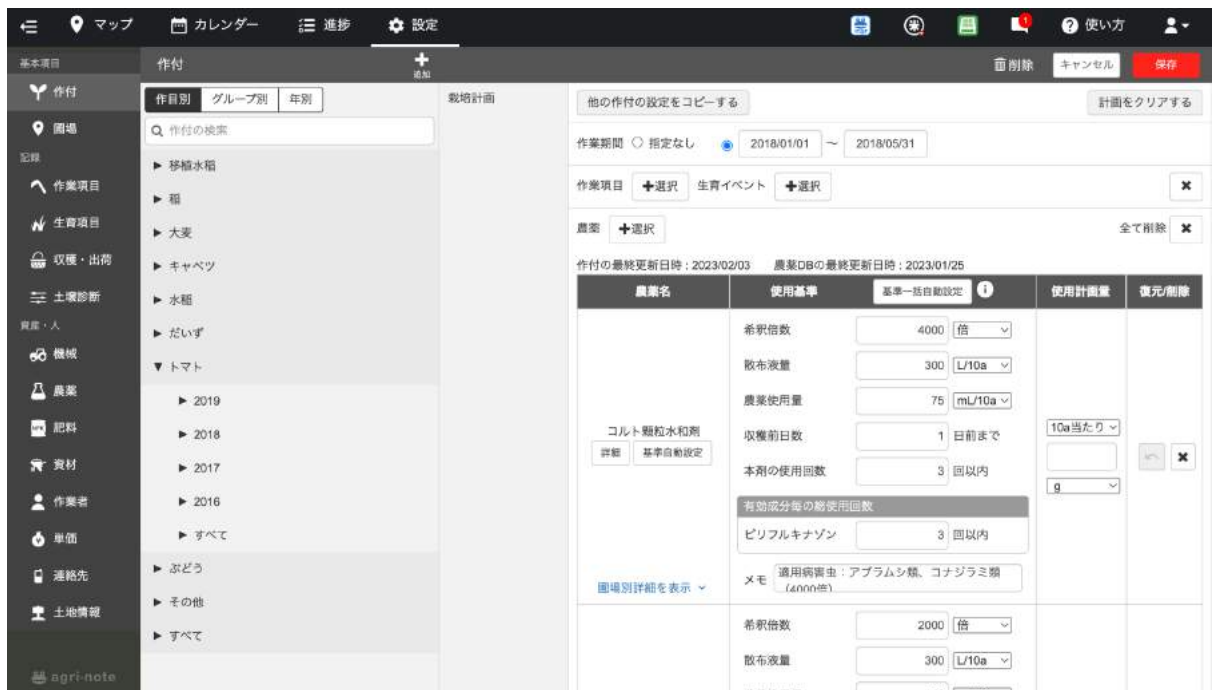 マップ カレンダー 進捗 設定 1 使い方
基本項目
作付
圃場
記録
作業項目
生育項目
収穫・出荷
土壌診断
資産・人
機械
農薬
肥料
資材
作業者
単価
連絡先
土地情報
agri-note
作付 追加 削除 キャンセル 保存
作目別 グループ別 年別
作付の検索
▶ 移植水稲
▶ 稲
▶ 大麦
▶ キャベツ
▶ 水稲
▶ だいず
▼ トマト
▶ 2019
▶ 2018
▶ 2017
▶ 2016
▶ すべて
▶ ぶどう
▶ その他
▶ すべて
栽培計画
他の作付の設定をコピーする 計画をクリアする
作業期間 指定なし 2018/01/01 ～ 2018/05/31
作業項目 +選択 生育イベント +選択
農薬 +選択 全て削除
作付の最終更新日時：2023/02/03 農薬DBの最終更新日時：2023/01/25
農薬名 使用基準 基準一括自動設定 使用計画量 復元/削除
コルト顆粒水和剤
詳細 基準自動設定
圃場別詳細を表示
希釈倍数 4000 倍
散布液量 300 L/10a
農薬使用量 75 mL/10a
収穫前日数 1 日前まで
本剤の使用回数 3 回以内
有効成分毎の総使用回数
ピリフルキナゾン 3 回以内
メモ 適用病害虫：アブラムシ類、コナジラミ類
(4000倍)
10a当たり
g
希釈倍数 2000 倍
散布液量 300 L/10a